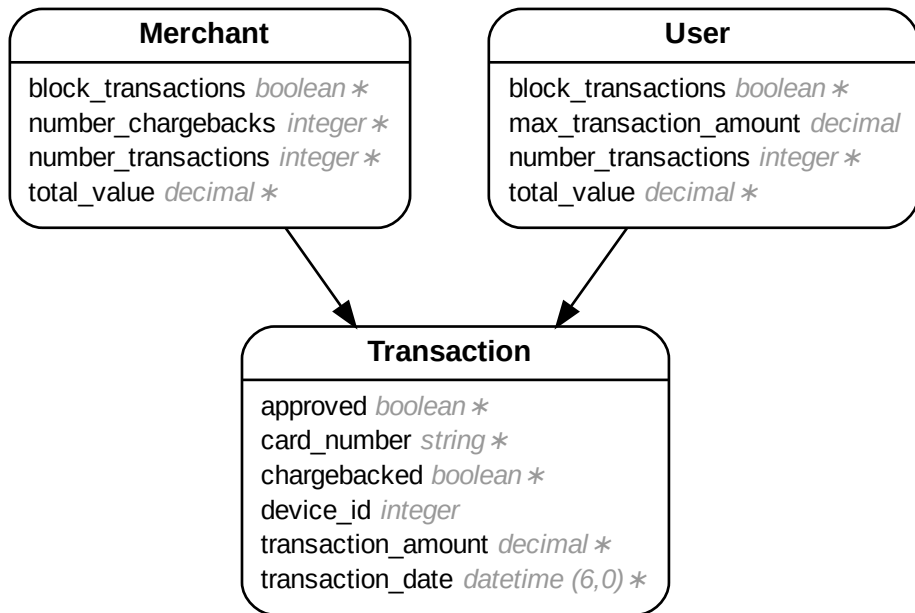 Merchant
block_transactions boolean ∗
number_chargebacks integer ∗
number_transactions integer ∗
total_value decimal ∗
User
block_transactions boolean ∗
max_transaction_amount decimal
number_transactions integer ∗
total_value decimal ∗
Transaction
approved boolean ∗
card_number string ∗
chargebacked boolean ∗
device_id integer
transaction_amount decimal ∗
transaction_date datetime (6,0) ∗